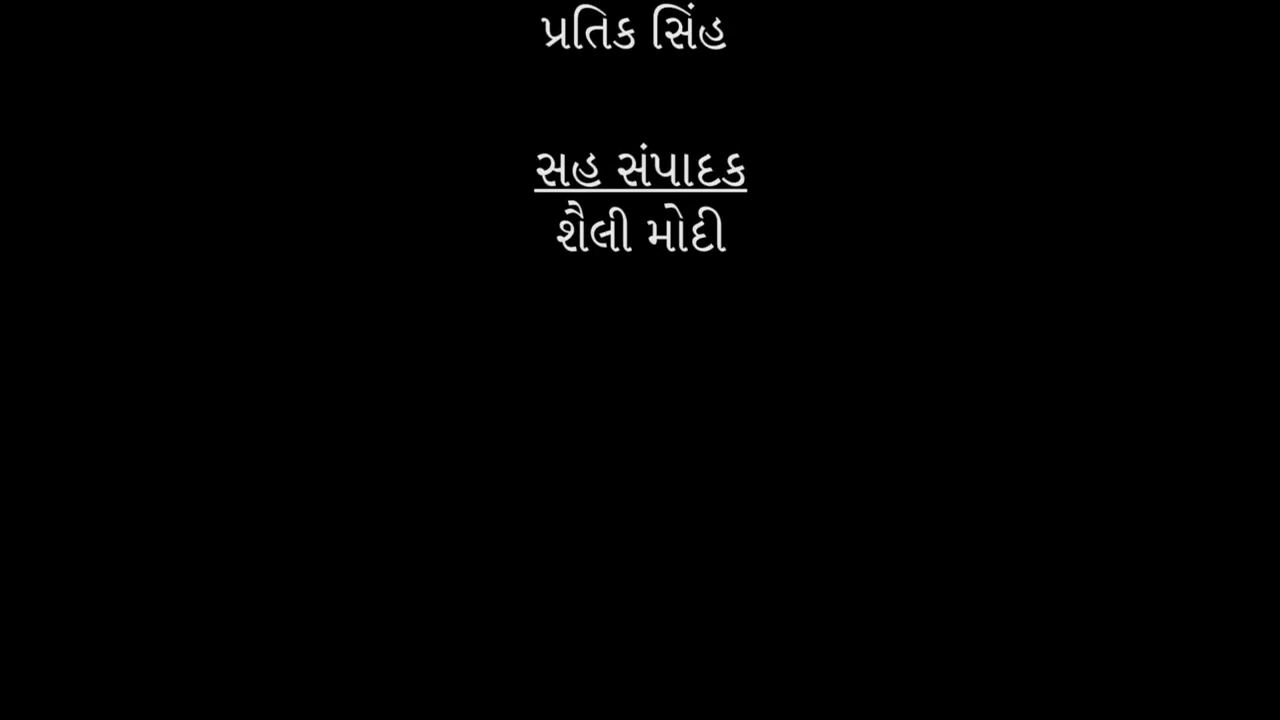 પ્રતિક સિંહ
સહ સંપાદક
શૈલી મોદી